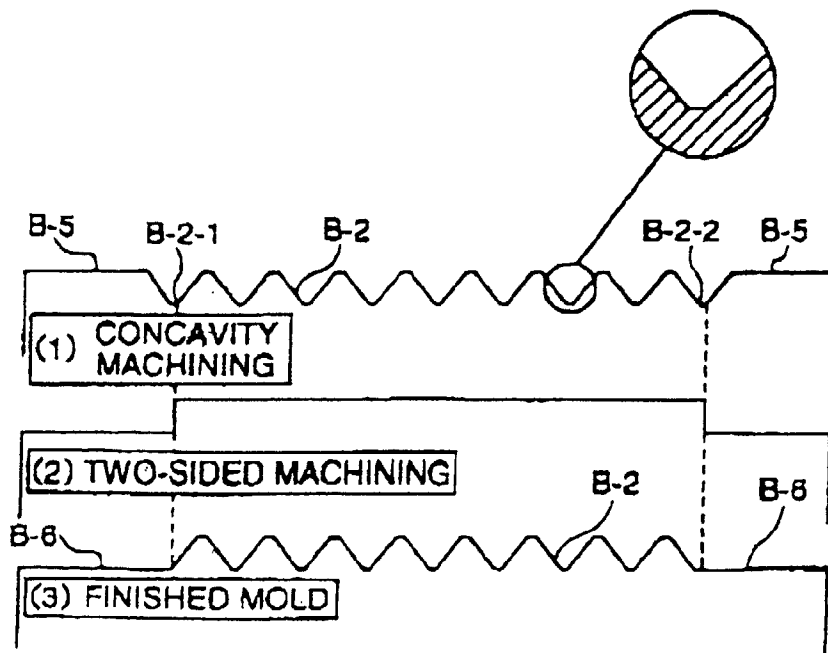 B-5
B-2-1
B-2
B-2-2
B-5
(1) CONCAVITY
MACHINING
(2) TWO-SIDED MACHINING
B-2
B-6
B-6
(3) FINISHED MOLD